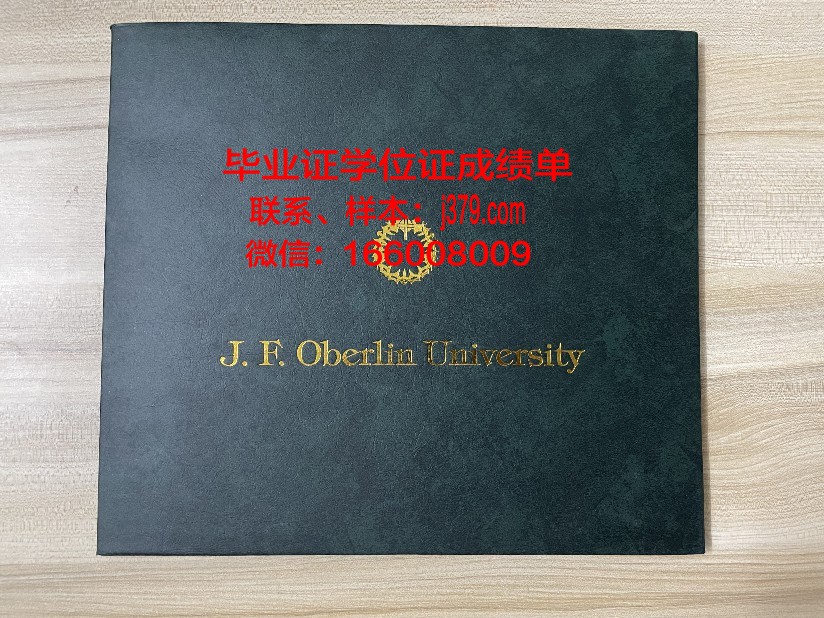 毕业证学位证成绩单
联系、样本：j379.com
微信：166008009
J. F. Oberlin University